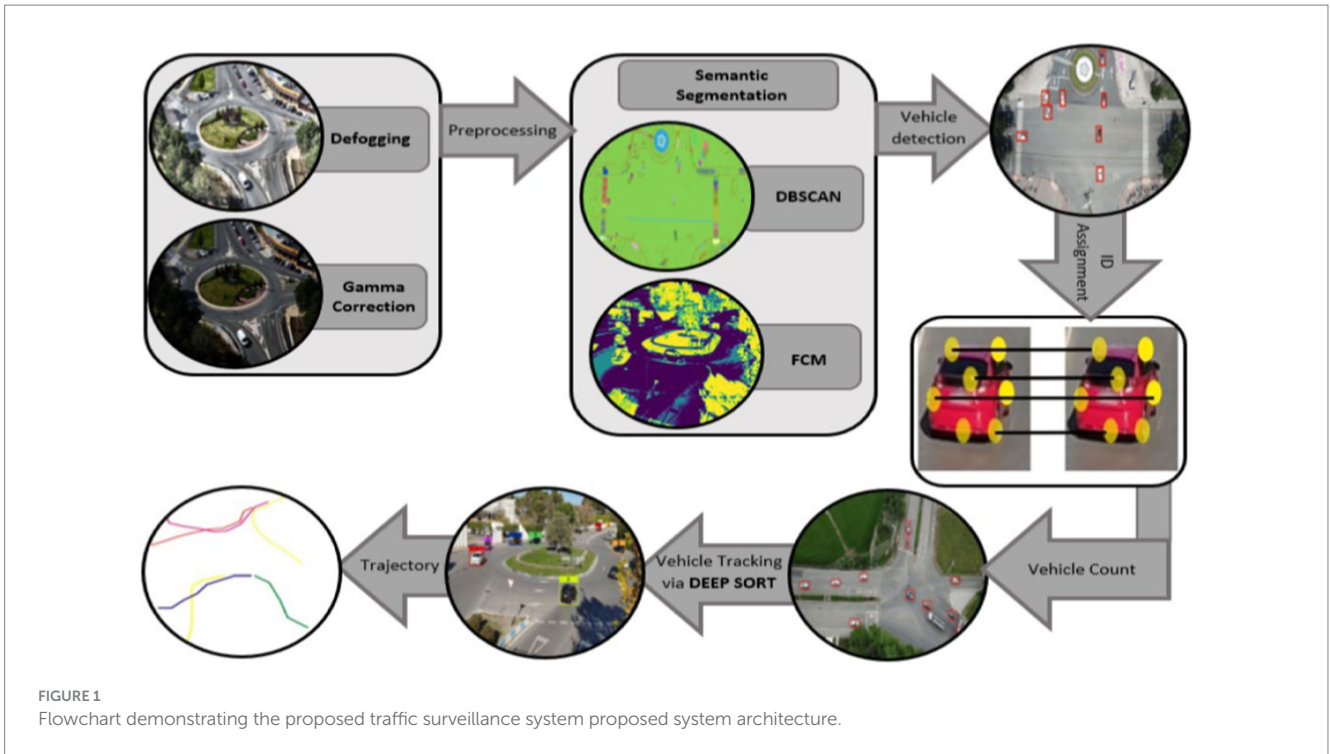 Defogging
Gamma
Correction
Preprocessing
Semantic
Segmentation
DBSCAN
FCM
Vehicle
detection
ID
Assignment
Vehicle Count
Vehicle Tracking
via DEEP SORT
Trajectory
FIGURE 1
Flowchart demonstrating the proposed traffic surveillance system proposed system architecture.